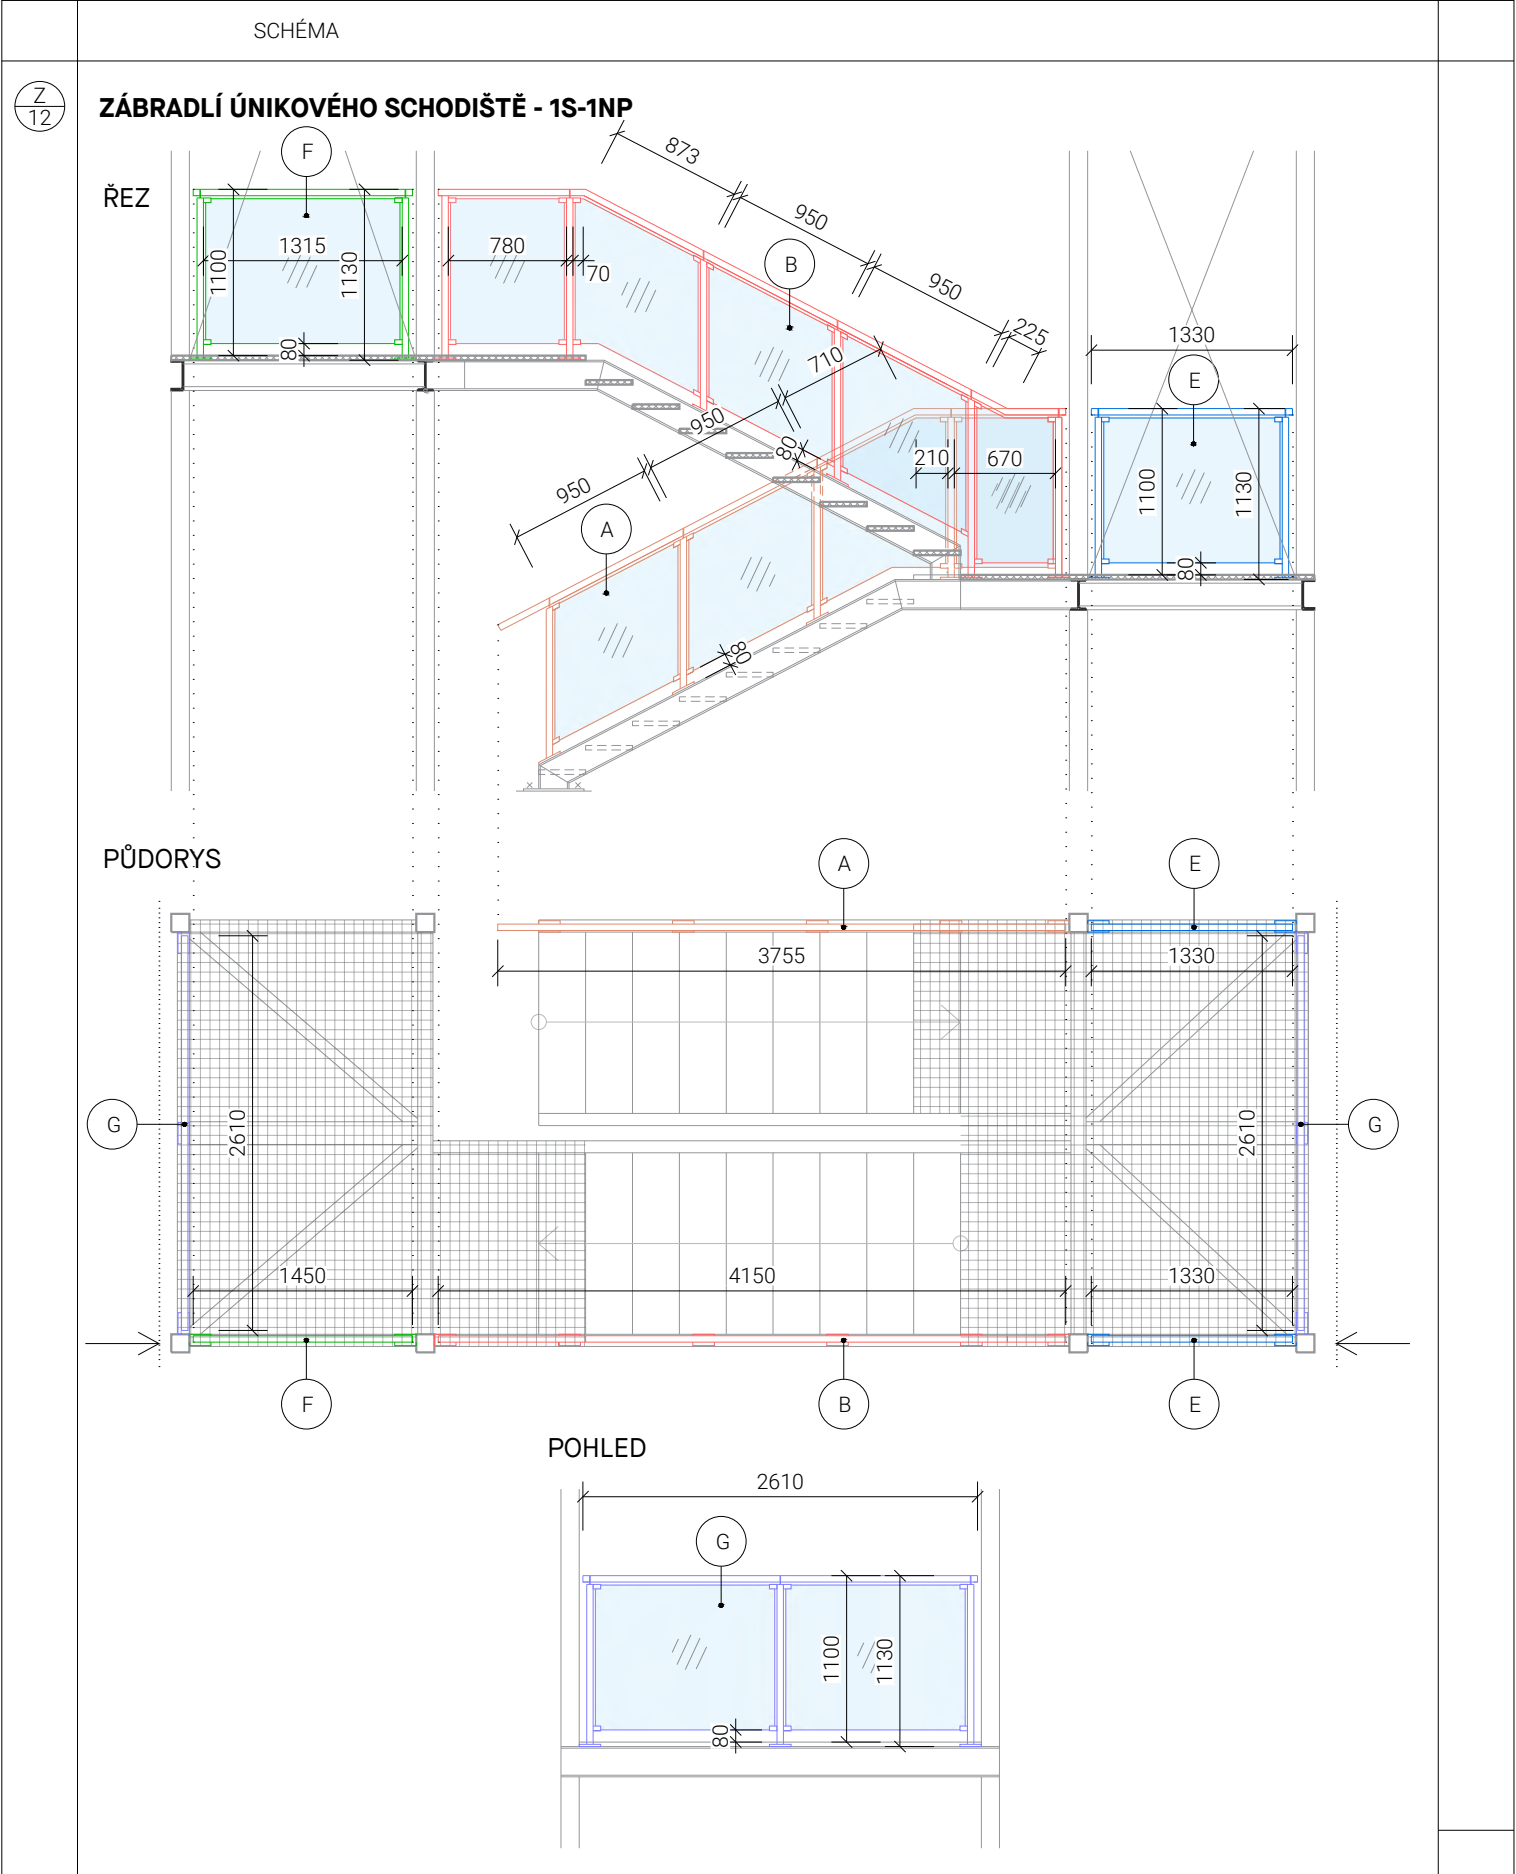 SCHÉMA
Z
12
ZÁBRADLÍ ÚNIKOVÉHO SCHODIŠTĚ - 1S-1NP
ŘEZ
F
873
950
B
950
225
1100
1315
1130
780
70
80
710
950
950
80
A
210
670
80
1330
E
1100
1130
80
PŮDORYS
A
E
3755
1330
G
2610
2610
G
1450
4150
1330
F
B
E
POHLED
2610
G
1100
1130
80